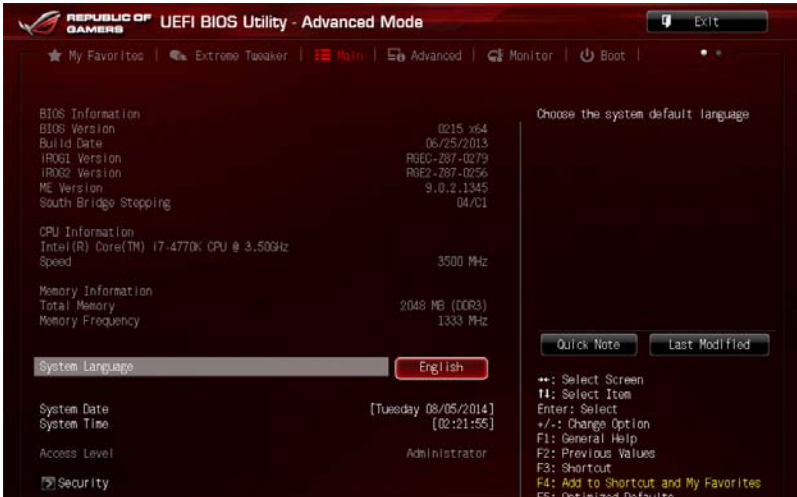 REPUBLIC OF GAMERS
UEFI BIOS Utility - Advanced Mode
Exit
My Favorites | Extreme Tweaker | Main | Advanced | Monitor | Boot |
BIOS Information
BIOS Version 0215 x64
Build Date 06/25/2013
iROG1 Version RGEC-Z87-0279
iROG2 Version RGE2-Z87-0256
ME Version 9.0.2.1345
South Bridge Stepping 04/C1
CPU Information
Intel(R) Core(TM) i7-4770K CPU @ 3.50GHz
Speed 3500 MHz
Memory Information
Total Memory 2048 MB (DDR3)
Memory Frequency 1333 MHz
System Language English
System Date [Tuesday 08/05/2014]
System Time [02:21:55]
Access Level Administrator
Security
Choose the system default language
Quick Note Last Modified
→←: Select Screen
↑↓: Select Item
Enter: Select
+/-: Change Option
F1: General Help
F2: Previous Values
F3: Shortcut
F4: Add to Shortcut and My Favorites
F5: Optimized Defaults